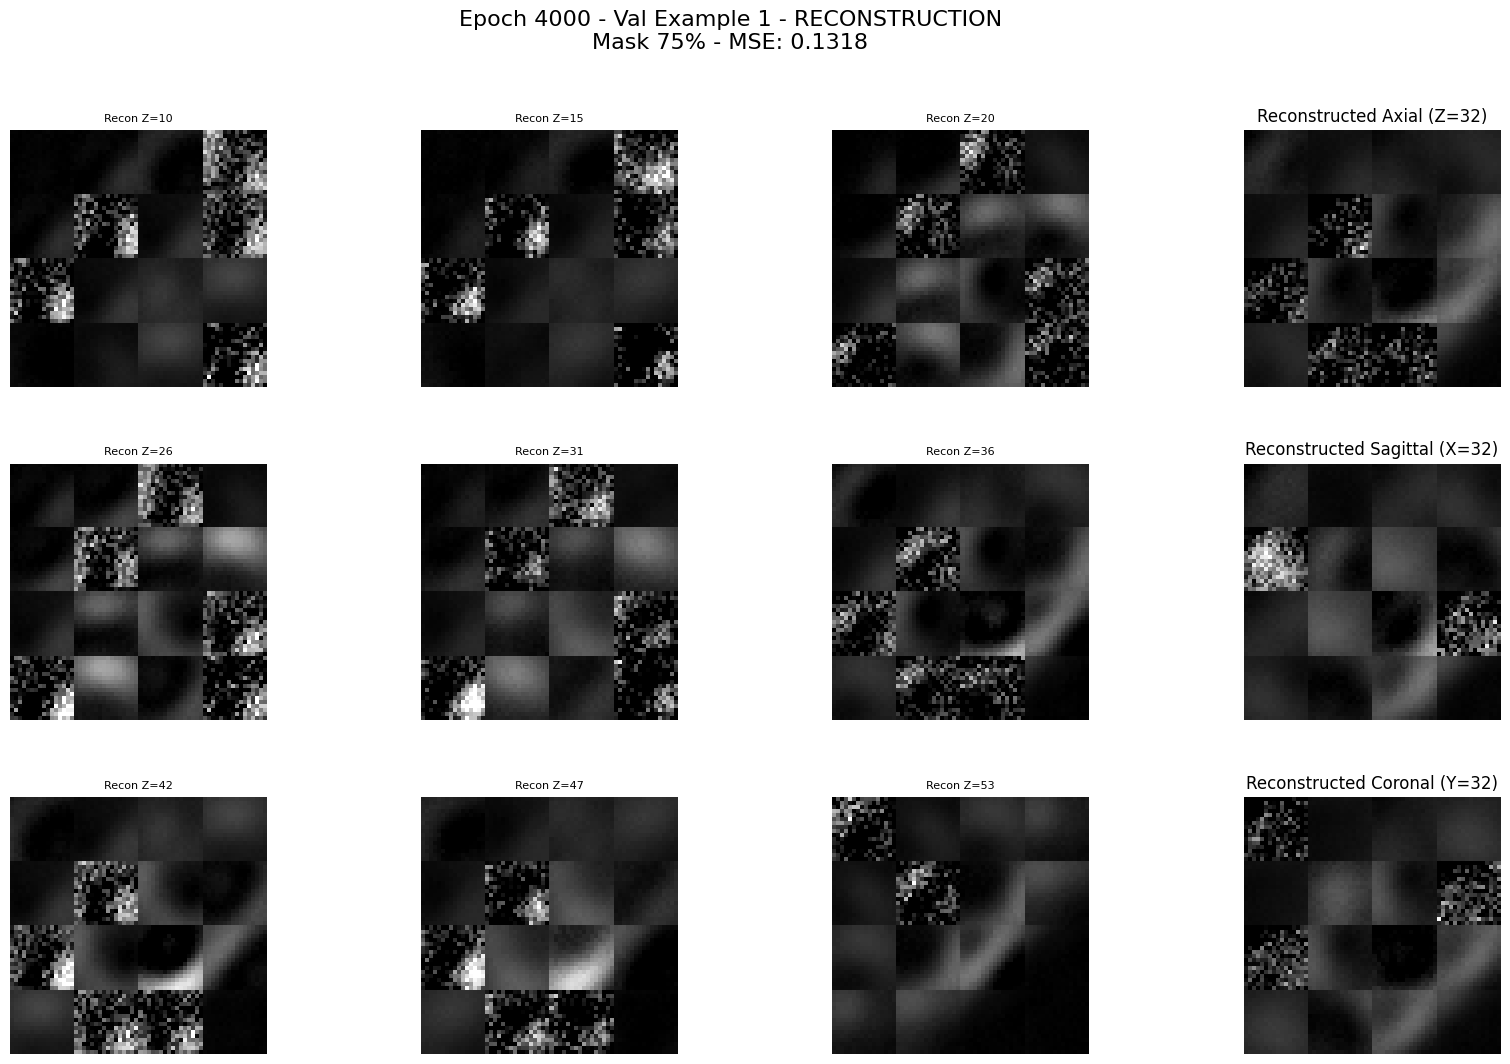 Epoch 4000 - Val Example 1 - RECONSTRUCTION
Mask 75% - MSE: 0.1318
Recon Z=10
Recon Z=15
Recon Z=20
Reconstructed Axial (Z=32)
Recon Z=26
Recon Z=31
Recon Z=36
Reconstructed Sagittal (X=32)
Recon Z=42
Recon Z=47
Recon Z=53
Reconstructed Coronal (Y=32)